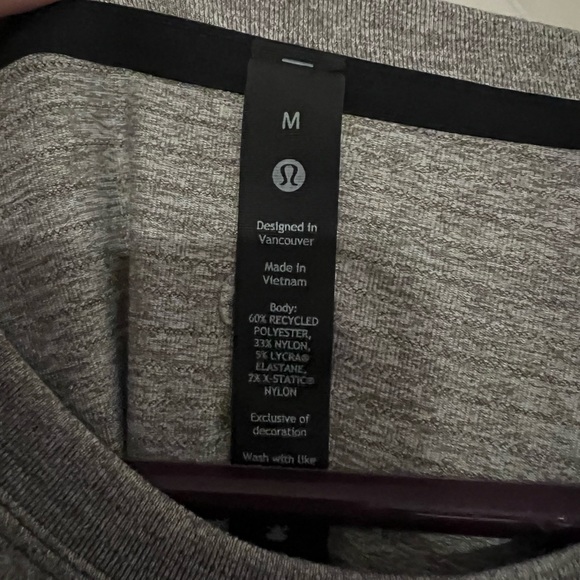 M
Designed in
Vancouver
Made in
Vietnam
Body:
60% RECYCLED
POLYESTER,
33% NYLON,
5% LYCRA®
ELASTANE,
2% X-STATIC®
NYLON
Exclusive of
decoration
Wash with like